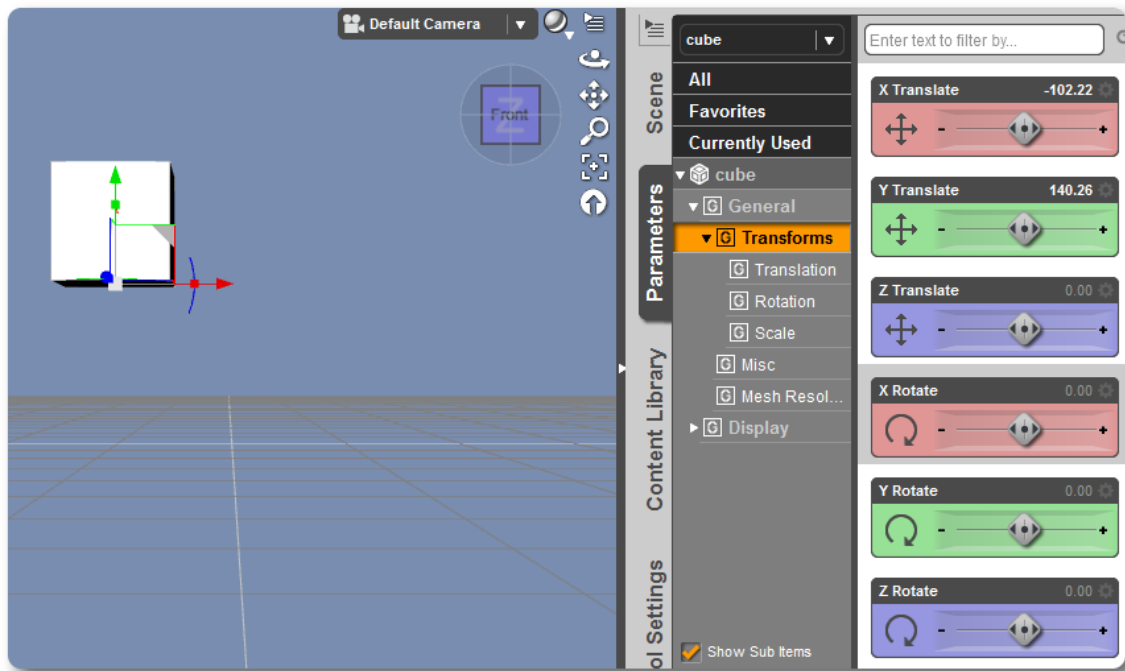 Default Camera
Z
Front
Scene
Parameters
Content Library
ol Settings
cube
All
Favorites
Currently Used
cube
G General
G Transforms
G Translation
G Rotation
G Scale
G Misc
G Mesh Resol...
G Display
Show Sub Items
Enter text to filter by...
X Translate -102.22
- +
Y Translate 140.26
- +
Z Translate 0.00
- +
X Rotate 0.00
- +
Y Rotate 0.00
- +
Z Rotate 0.00
- +